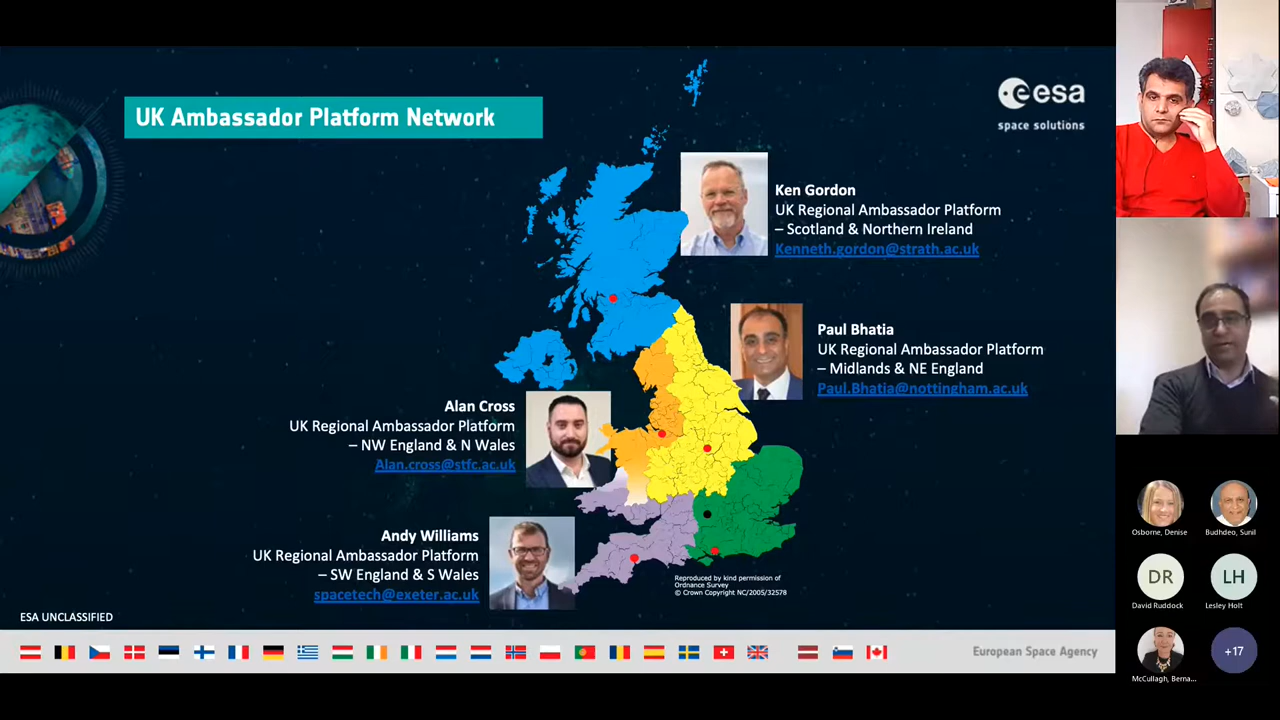 UK Ambassador Platform Network
esa
space solutions
Ken Gordon
UK Regional Ambassador Platform
– Scotland & Northern Ireland
Kenneth.gordon@strath.ac.uk
Paul Bhatia
UK Regional Ambassador Platform
– Midlands & NE England
Paul.Bhatia@nottingham.ac.uk
Alan Cross
UK Regional Ambassador Platform
– NW England & N Wales
Alan.cross@stfc.ac.uk
Andy Williams
UK Regional Ambassador Platform
– SW England & S Wales
spacetech@exeter.ac.uk
Reproduced by kind permission of
Ordnance Survey
© Crown Copyright NC/2005/32578
ESA UNCLASSIFIED
European Space Agency
Osborne, Denise
Budhdeo, Sunil
DR
LH
David Ruddock
Lesley Holt
+17
McCullagh, Berna...